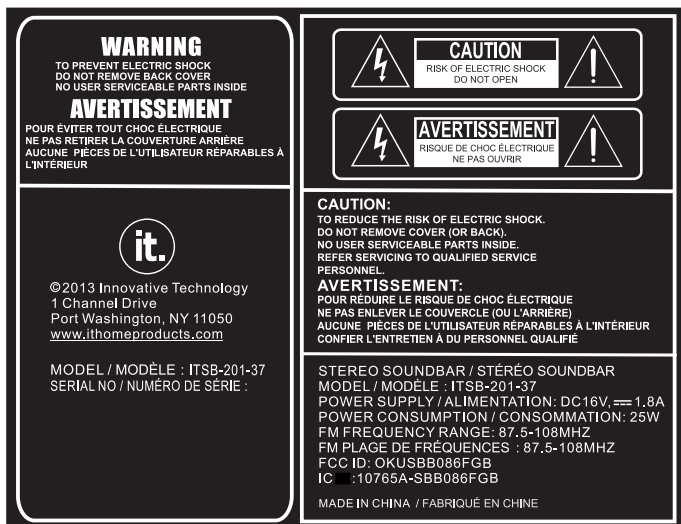 WARNING
TO PREVENT ELECTRIC SHOCK
DO NOT REMOVE BACK COVER
NO USER SERVICEABLE PARTS INSIDE
AVERTISSEMENT
POUR ÉVITER TOUT CHOC ÉLECTRIQUE
NE PAS RETIRER LA COUVERTURE ARRIÈRE
AUCUNE PIÈCES DE L'UTILISATEUR RÉPARABLES À
L'INTÉRIEUR
it.
©2013 Innovative Technology
1 Channel Drive
Port Washington, NY 11050
www.ithomeproducts.com
MODEL / MODÈLE : ITSB-201-37
SERIAL NO / NUMÉRO DE SÉRIE :
CAUTION
RISK OF ELECTRIC SHOCK
DO NOT OPEN
AVERTISSEMENT
RISQUE DE CHOC ÉLECTRIQUE
NE PAS OUVRIR
CAUTION:
TO REDUCE THE RISK OF ELECTRIC SHOCK.
DO NOT REMOVE COVER (OR BACK).
NO USER SERVICEABLE PARTS INSIDE.
REFER SERVICING TO QUALIFIED SERVICE
PERSONNEL.
AVERTISSEMENT:
POUR RÉDUIRE LE RISQUE DE CHOC ÉLECTRIQUE
NE PAS ENLEVER LE COUVERCLE (OU L'ARRIÈRE)
AUCUNE PIÈCES DE L'UTILISATEUR RÉPARABLES À L'INTÉRIEUR
CONFIER L'ENTRETIEN À DU PERSONNEL QUALIFIÉ
STEREO SOUNDBAR / STÉRÉO SOUNDBAR
MODEL / MODÈLE : ITSB-201-37
POWER SUPPLY / ALIMENTATION: DC16V, ⎓ 1.8A
POWER CONSUMPTION / CONSOMMATION: 25W
FM FREQUENCY RANGE: 87.5-108MHZ
FM PLAGE DE FRÉQUENCES : 87.5-108MHZ
FCC ID: OKUSBB086FGB
IC :10765A-SBB086FGB
MADE IN CHINA / FABRIQUÉ EN CHINE